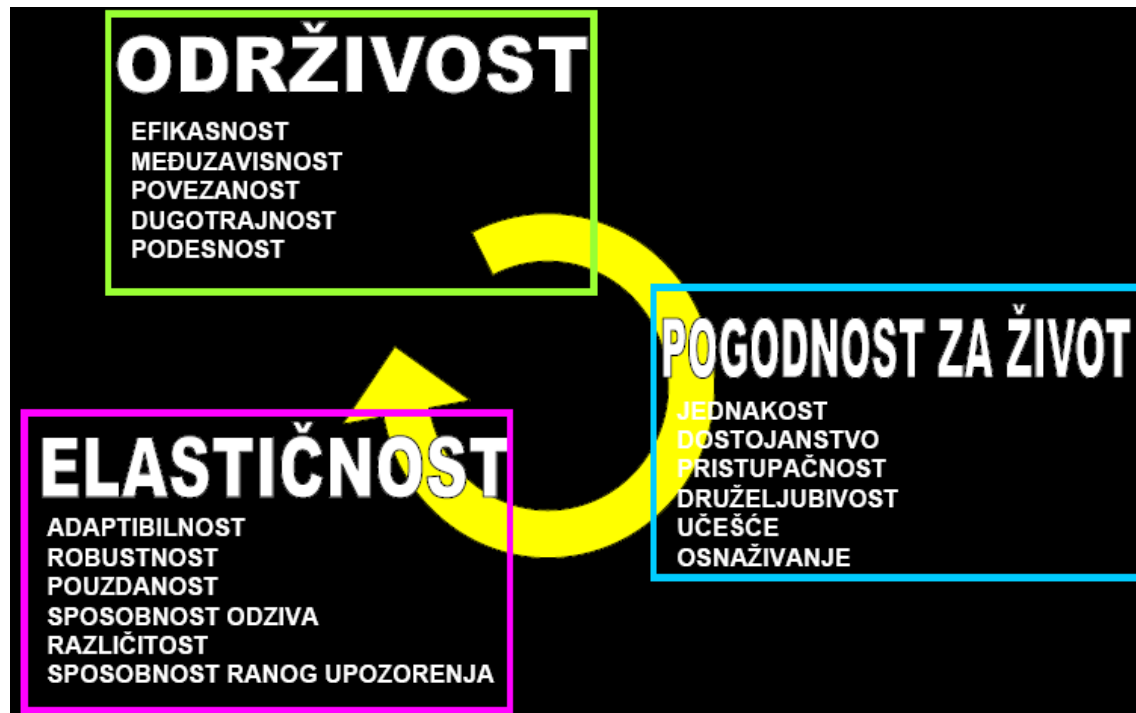 ODRŽIVOST
EFIKASNOST
MEĐUZAVISNOST
POVEZANOST
DUGOTRAJNOST
PODESNOST
POGODNOST ZA ŽIVOT
JEDNAKOST
DOSTOJANSTVO
PRISTUPAČNOST
DRUŽELJUBIVOST
UČEŠĆE
OSNAŽIVANJE
ELASTIČNOST
ADAPTIBILNOST
ROBUSTNOST
POUZDANOST
SPOSOBNOST ODZIVA
RAZLIČITOST
SPOSOBNOST RANOG UPOZORENJA